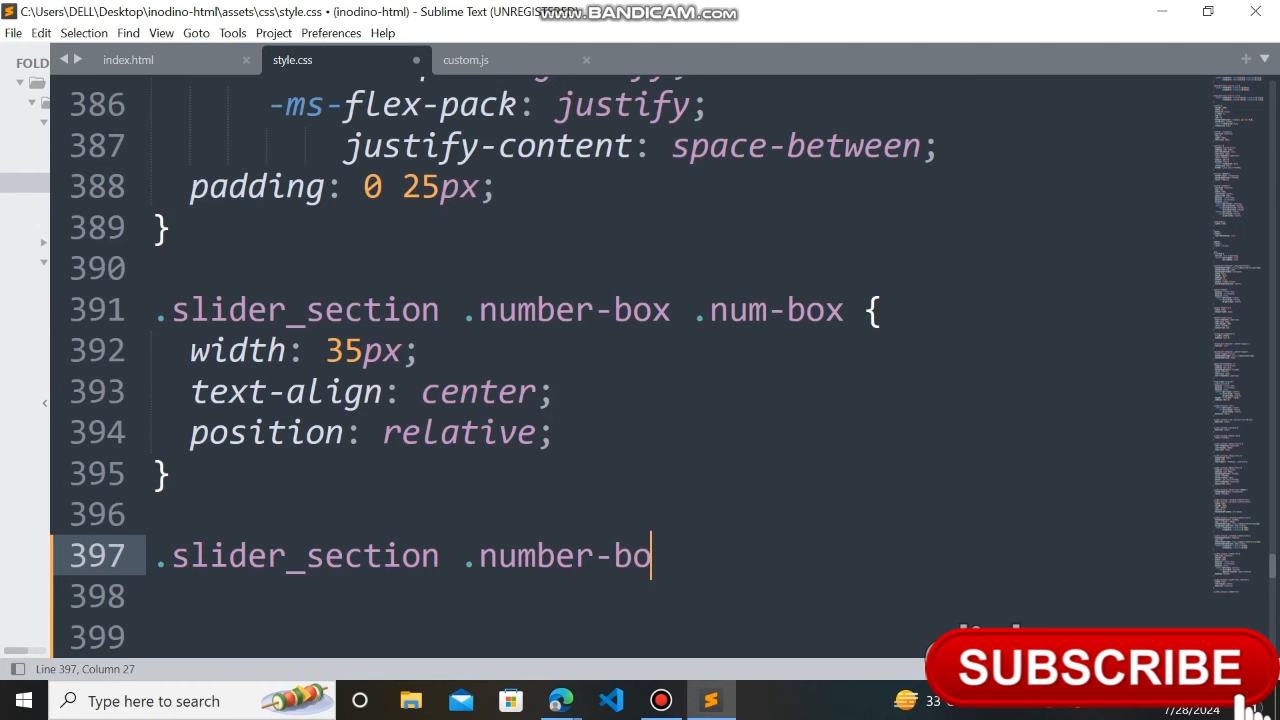 C:\Users\DELL\Desktop\inodino-html\assets\css\style.css • (inodino-html) - Sublime Text (UNREGISTERED)
www.BANDICAM.com
File Edit Selection Find View Goto Tools Project Preferences Help
FOLD
index.html
style.css
custom.js
386 -ms-flex-pack: justify;
387 justify-content: space-between;
388 padding: 0 25px;
389 }
390
391 .slider_section .number-box .num-box {
392 width: 35px;
393 text-align: center;
394 position: relative;
395 }
396
397 .slider_section .number-bo
398
399
Line 397, Column 27
SUBSCRIBE
Type here to search
33
7/28/2024